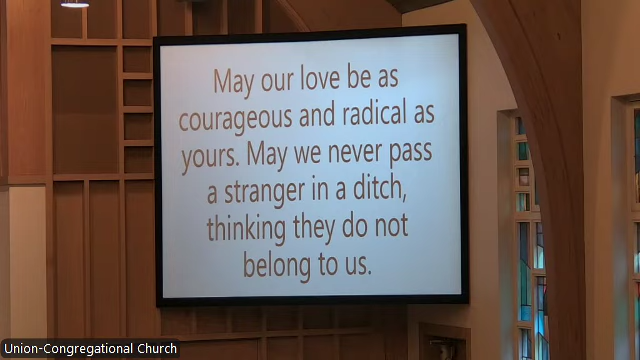 May our love be as
courageous and radical as
yours. May we never pass
a stranger in a ditch,
thinking they do not
belong to us.
Union-Congregational Church